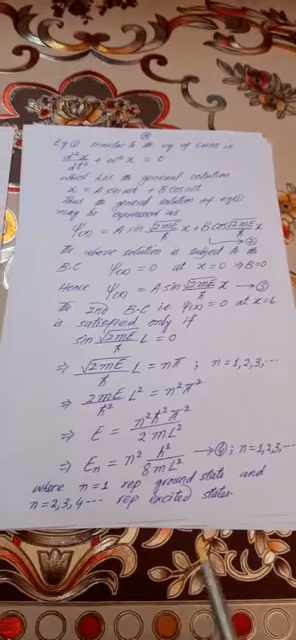 Eq ① similar to the eq of SHM i.e
d²x/dt² + ω²x = 0
which has the general solution
x = A sin ωt + B cos ωt
Thus the general solution of eq①
may be expressed as
ψ(x) = A sin √2mE/ħ x + B cos √2mE/ħ x
→ ②
the above solution is subject to the
B.C ψ(x) = 0 at x = 0 ⇒ B = 0
Hence ψ(x) = A sin √2mE/ħ x → ③
The 2nd B.C i.e ψ(x) = 0 at x = L
is satisfied only if
sin √2mE/ħ L = 0
⇒ √2mE/ħ L = nπ ; n = 1,2,3...
⇒ 2mE/ħ² L² = n²π²
⇒ E = n²ħ²π²/2mL²
⇒ Eₙ = n² h²/8mL² → ④ ; n = 1,2,3...
where n=1 rep ground state and
n = 2,3,4 ... rep excited states.